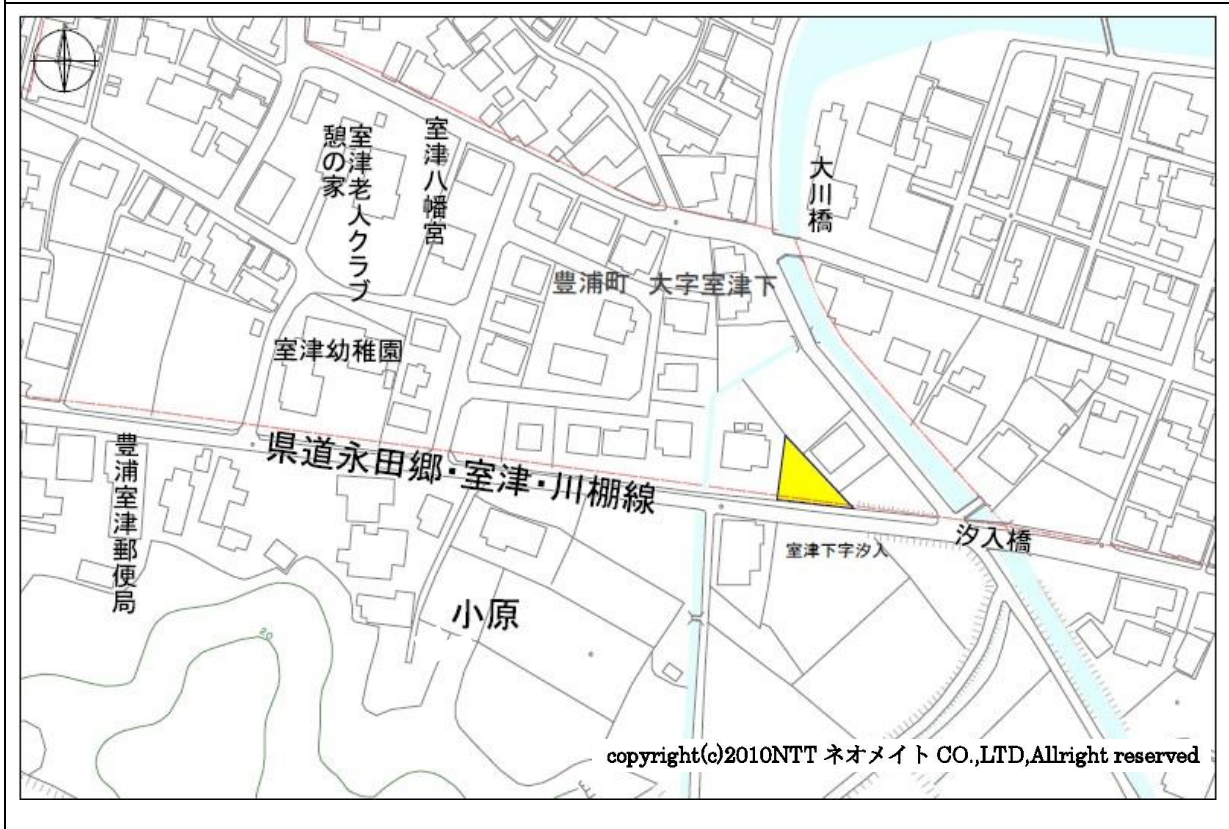 室津老人クラブ
憩の家
室津八幡宮
大川橋
豊浦町 大字室津下
室津幼稚園
県道永田郷・室津・川棚線
豊浦室津郵便局
汐入橋
室津下字汐入
小原
20
copyright(c)2010NTT ネオメイト CO.,LTD,Allright reserved